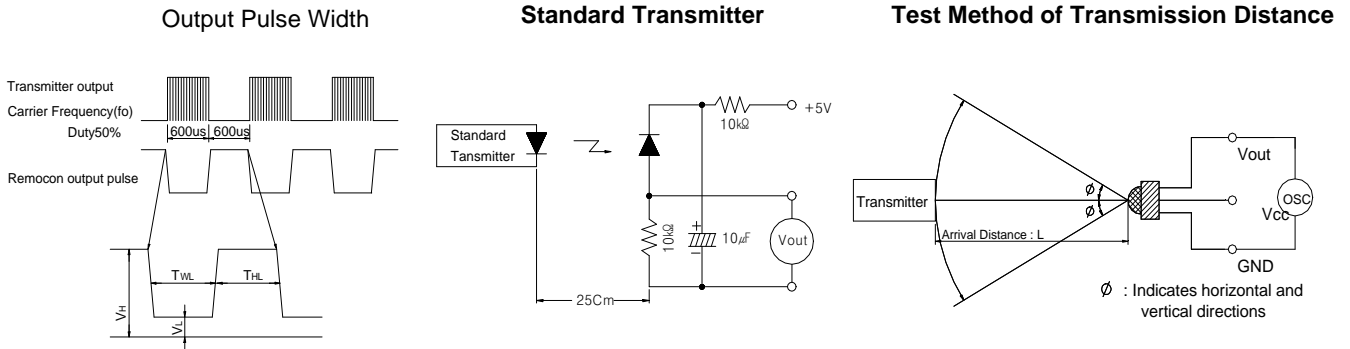 Output Pulse Width
Transmitter output
Carrier Frequency(fo)
Duty50%
600us 600us
Remocon output pulse
TWL THL
VH
VL
Standard Transmitter
Standard
Tansmitter
10kΩ
+5V
10kΩ
10µF
Vout
25Cm
Test Method of Transmission Distance
Transmitter
Arrival Distance : L
ϕ
ϕ
Vout
Vcc
OSC
GND
ϕ : Indicates horizontal and
vertical directions